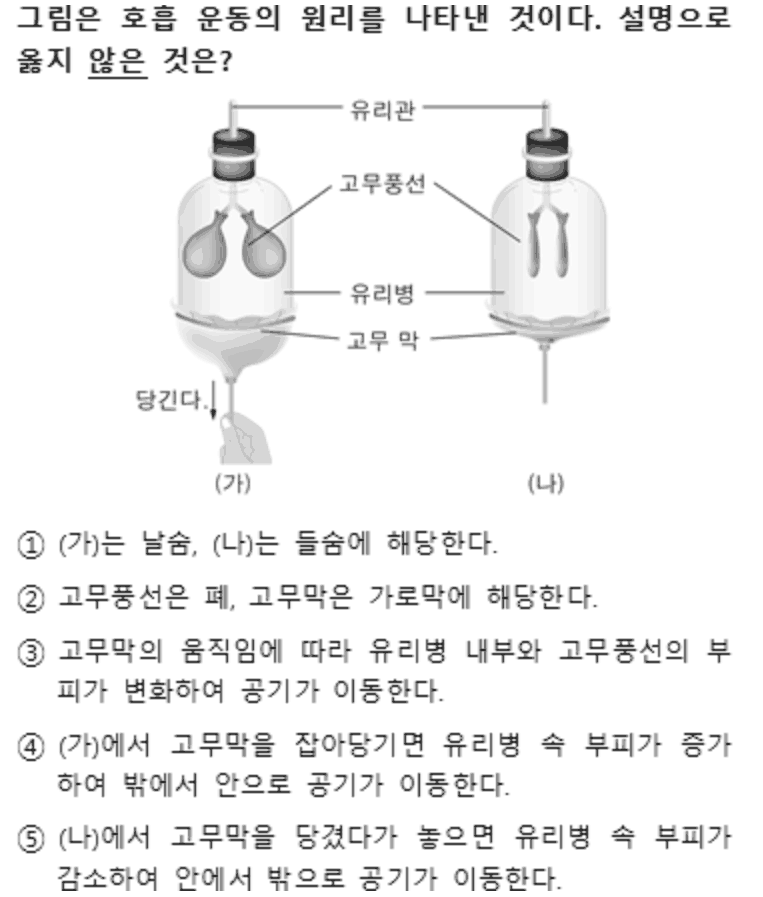 그림은 호흡 운동의 원리를 나타낸 것이다. 설명으로
옳지 않은 것은?
유리관
고무풍선
유리병
고무 막
당긴다.
(가)
(나)
① (가)는 날숨, (나)는 들숨에 해당한다.
② 고무풍선은 폐, 고무막은 가로막에 해당한다.
③ 고무막의 움직임에 따라 유리병 내부와 고무풍선의 부
피가 변화하여 공기가 이동한다.
④ (가)에서 고무막을 잡아당기면 유리병 속 부피가 증가
하여 밖에서 안으로 공기가 이동한다.
⑤ (나)에서 고무막을 당겼다가 놓으면 유리병 속 부피가
감소하여 안에서 밖으로 공기가 이동한다.